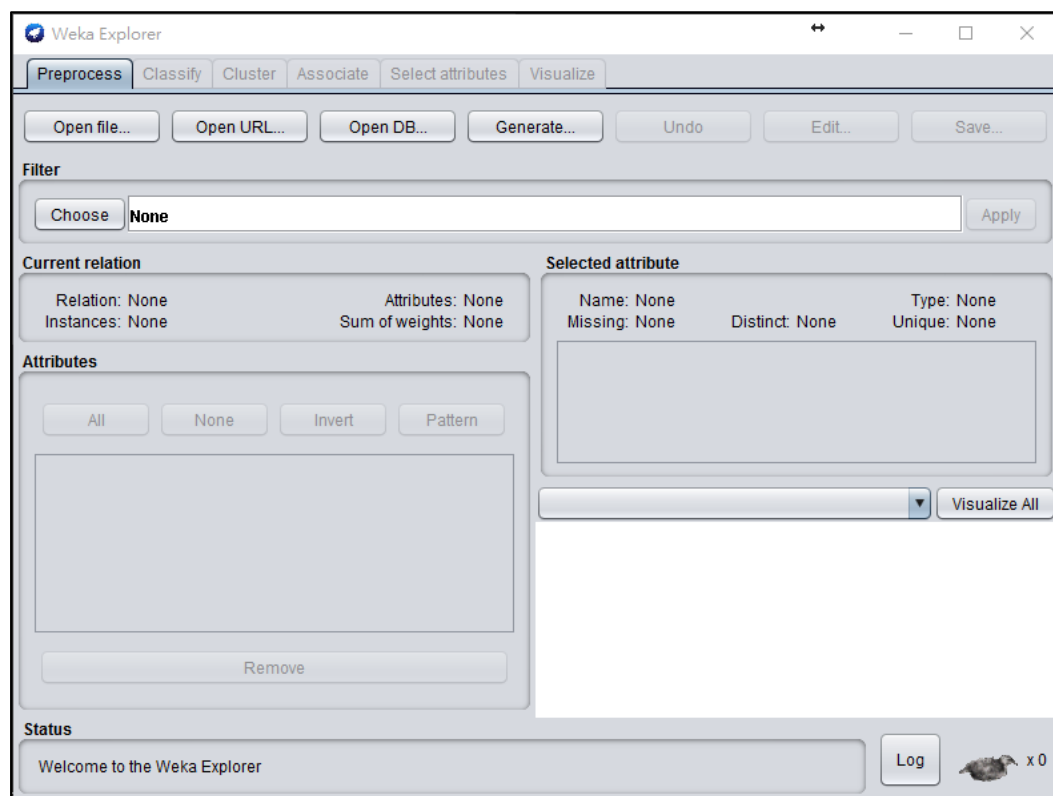 Weka Explorer
Preprocess Classify Cluster Associate Select attributes Visualize
Open file... Open URL... Open DB... Generate... Undo Edit... Save...
Filter
Choose None Apply
Current relation
Relation: None Attributes: None
Instances: None Sum of weights: None
Selected attribute
Name: None Type: None
Missing: None Distinct: None Unique: None
Attributes
All None Invert Pattern
Remove
Visualize All
Status
Welcome to the Weka Explorer
Log x 0